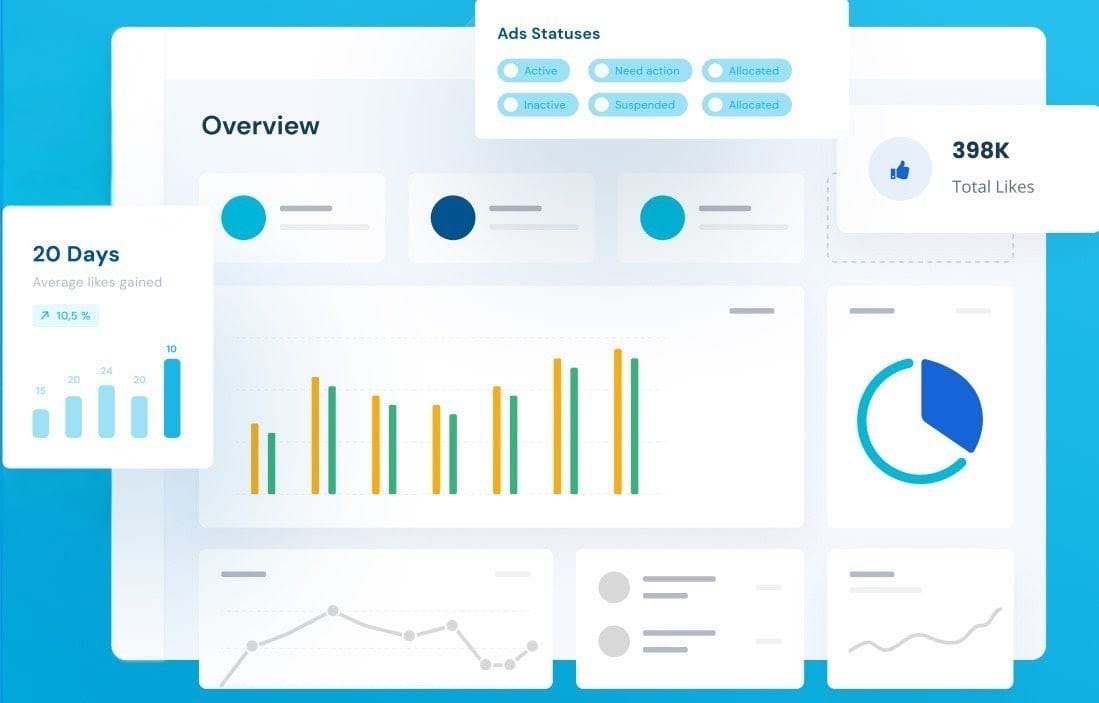 Ads Statuses
Active Need action Allocated
Inactive Suspended Allocated
Overview
398K
Total Likes
20 Days
Average likes gained
10,5 %
15 20 24 20 10